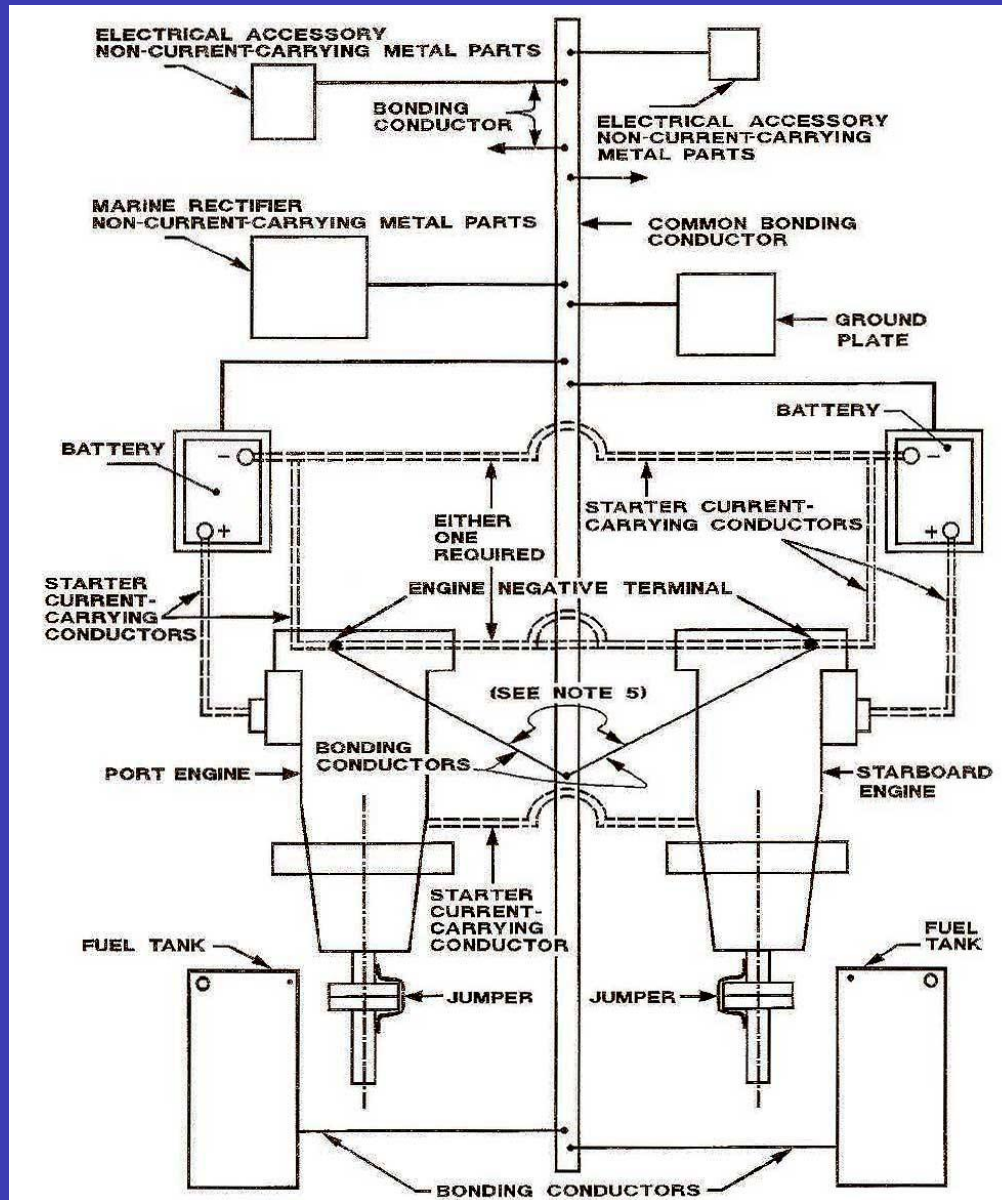 ELECTRICAL ACCESSORY
NON-CURRENT-CARRYING METAL PARTS
BONDING
CONDUCTOR
ELECTRICAL ACCESSORY
NON-CURRENT-CARRYING
METAL PARTS
MARINE RECTIFIER
NON-CURRENT-CARRYING METAL PARTS
COMMON BONDING
CONDUCTOR
GROUND
PLATE
BATTERY
BATTERY
-
+
-
+
EITHER
ONE
REQUIRED
STARTER CURRENT-
CARRYING CONDUCTORS
STARTER
CURRENT-
CARRYING
CONDUCTORS
ENGINE NEGATIVE TERMINAL
(SEE NOTE 5)
BONDING
CONDUCTORS
PORT ENGINE
STARBOARD
ENGINE
STARTER
CURRENT-
CARRYING
CONDUCTOR
FUEL TANK
FUEL
TANK
JUMPER
JUMPER
BONDING CONDUCTORS